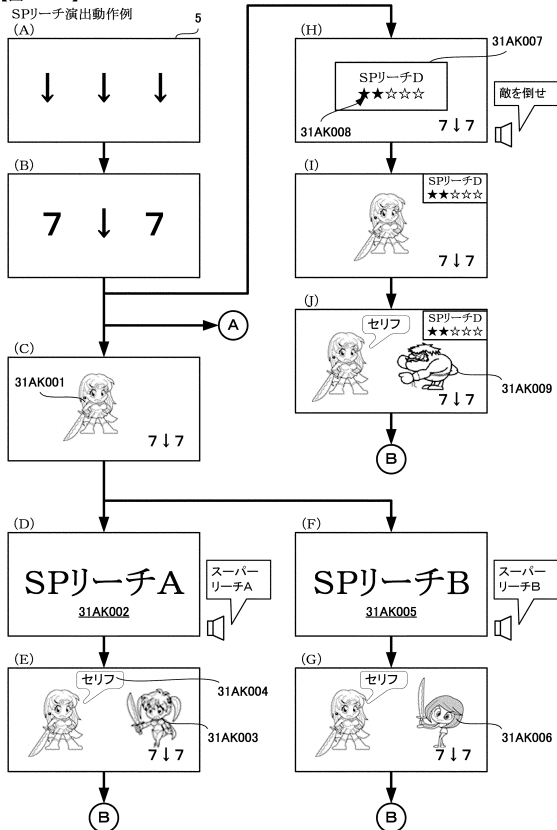 SPリーチ演出動作例
(A)
5
↓ ↓ ↓
(B)
7 ↓ 7
A
(C)
31AK001
7↓7
(D)
SPリーチA
31AK002
スーパー
リーチA
(E)
セリフ
31AK004
31AK003
7↓7
B
(F)
SPリーチB
31AK005
スーパー
リーチB
(G)
セリフ
31AK006
7↓7
B
(H)
31AK007
SPリーチD
★★☆☆☆
31AK008
7↓7
敵を倒せ
(I)
SPリーチD
★★☆☆☆
7↓7
(J)
セリフ
SPリーチD
★★☆☆☆
31AK009
7↓7
B